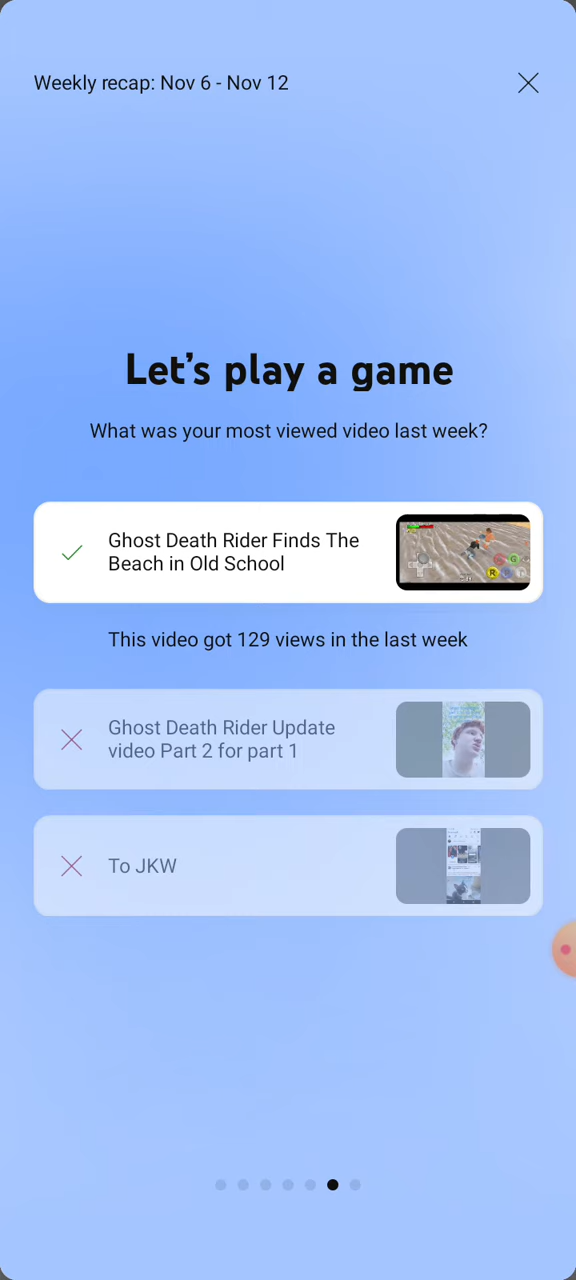 Weekly recap: Nov 6 - Nov 12
Let's play a game
What was your most viewed video last week?
Ghost Death Rider Finds The
Beach in Old School
This video got 129 views in the last week
Ghost Death Rider Update
video Part 2 for part 1
To JKW